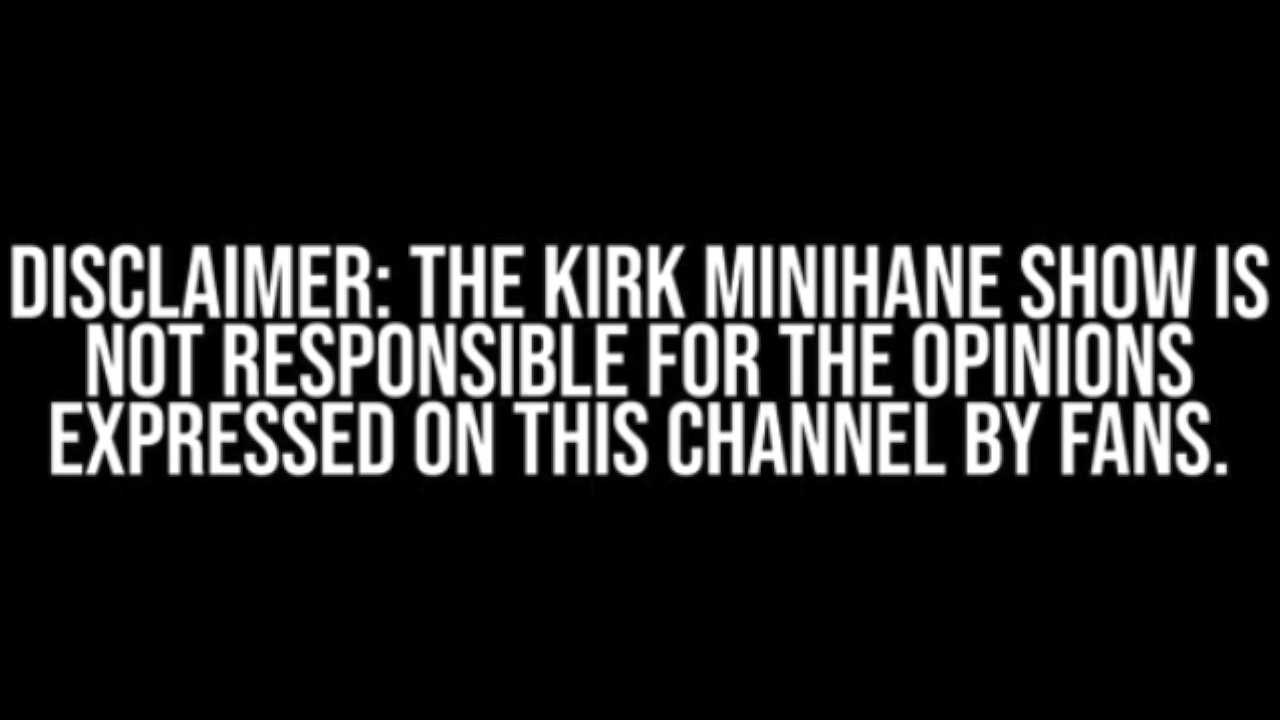 DISCLAIMER: THE KIRK MINIHANE SHOW IS
NOT RESPONSIBLE FOR THE OPINIONS
EXPRESSED ON THIS CHANNEL BY FANS.